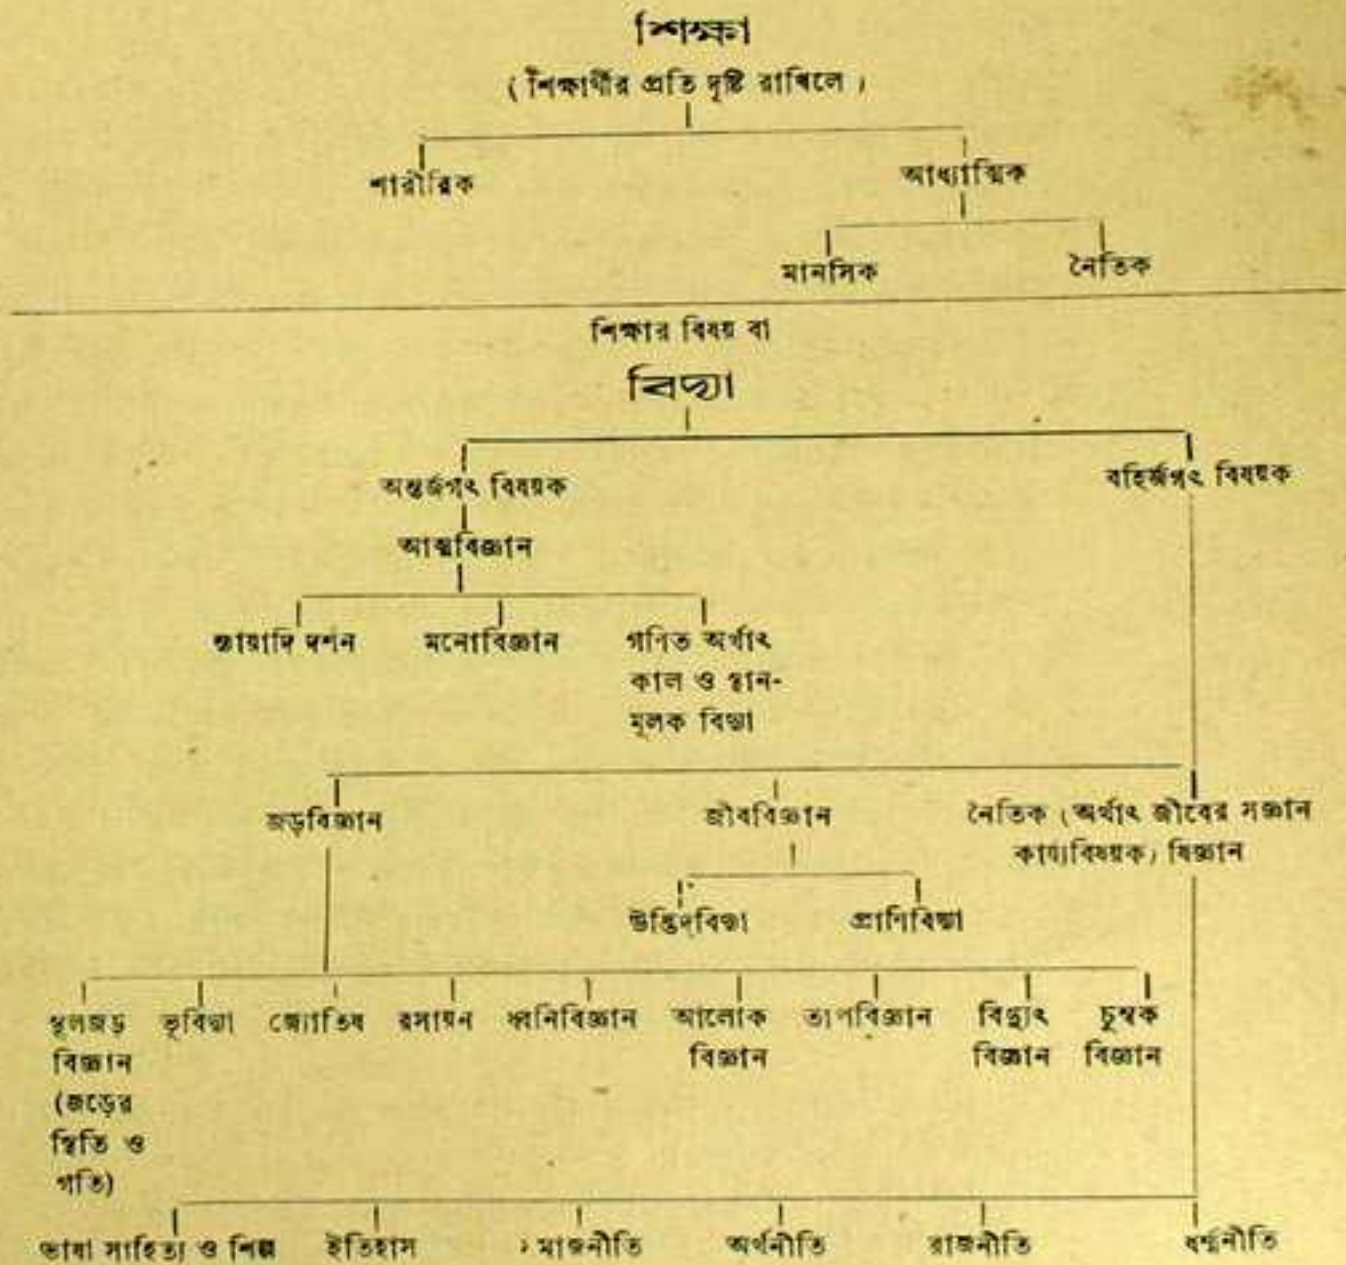 শিক্ষা
( শিক্ষার্থীর প্রতি দৃষ্টি রাখিলে )
শারীরিক আধ্যাত্মিক
মানসিক নৈতিক
শিক্ষার বিষয় বা
বিদ্যা
অন্তর্জগৎ বিষয়ক বহির্জগৎ বিষয়ক
আত্মবিজ্ঞান
ন্যায়াদি দর্শন মনোবিজ্ঞান গণিত অর্থাৎ
কাল ও স্থান-
মূলক বিদ্যা
জড়বিজ্ঞান জীববিজ্ঞান নৈতিক (অর্থাৎ জীবের সজ্ঞান
কার্য্যবিষয়ক) বিজ্ঞান
উদ্ভিদ্‌বিদ্যা প্রাণিবিদ্যা
স্থূলজড় ভূবিদ্যা জ্যোতিষ রসায়ন ধ্বনিবিজ্ঞান আলোক তাপবিজ্ঞান বিদ্যুৎ চুম্বক
বিজ্ঞান বিজ্ঞান বিজ্ঞান বিজ্ঞান
(জড়ের
স্থিতি ও
গতি)
ভাষা সাহিত্য ও শিল্প ইতিহাস মাজনীতি অর্থনীতি রাজনীতি ধর্ম্মনীতি